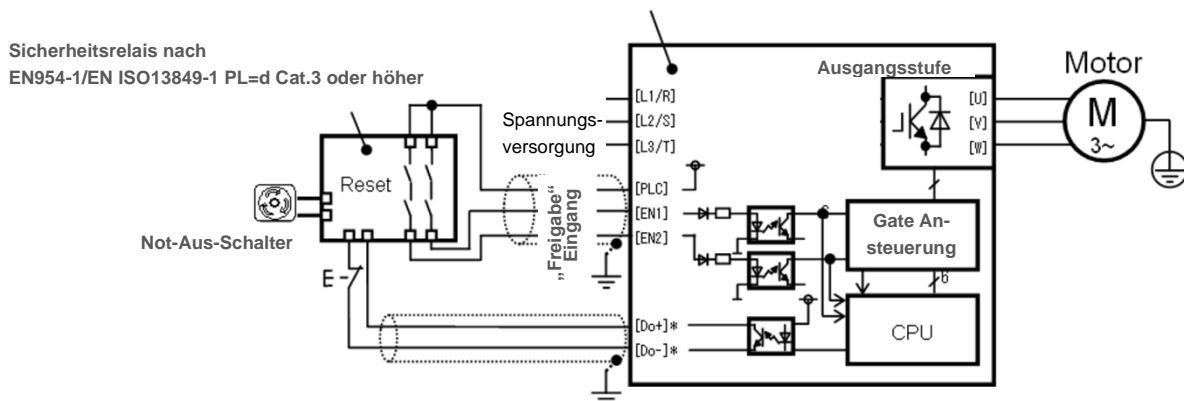 Sicherheitsrelais nach
EN954-1/EN ISO13849-1 PL=d Cat.3 oder höher
Ausgangsstufe
Motor
[L1/R]
[L2/S]
[L3/T]
Spannungs-
versorgung
[U]
[V]
[W]
M
3~
Reset
[PLC]
[EN1]
[EN2]
„Freigabe“
Eingang
Not-Aus-Schalter
Gate An-
steuerung
6
E
CPU
[Do+]*
[Do-]*